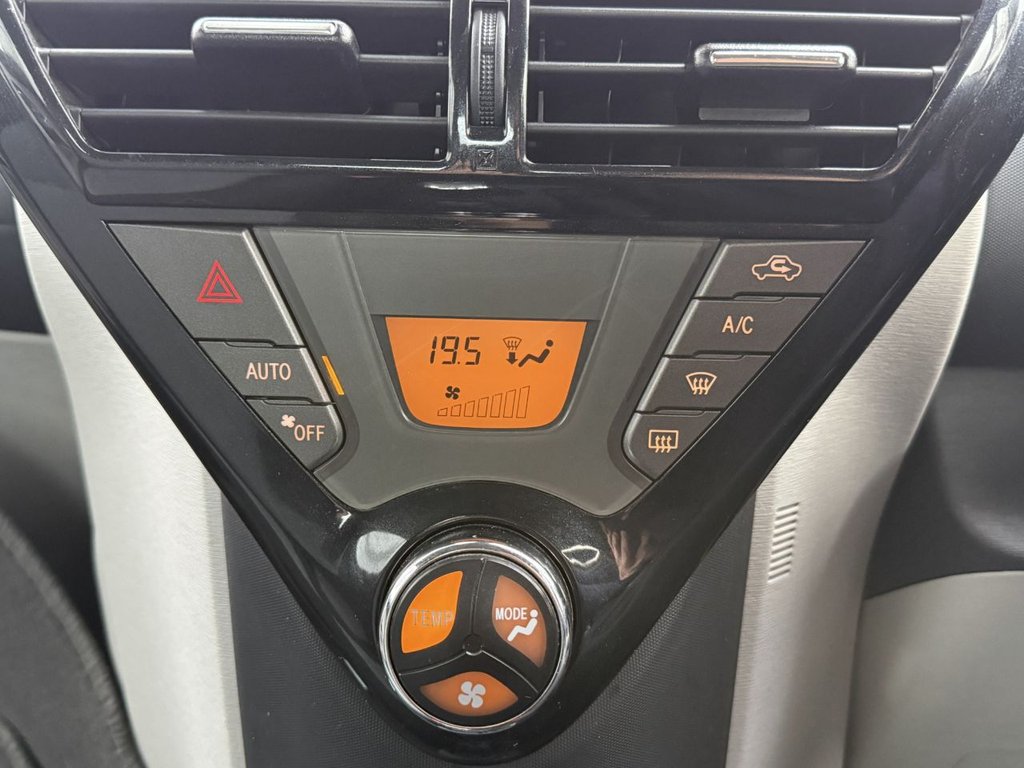 19.5
A/C
AUTO
OFF
TEMP
MODE